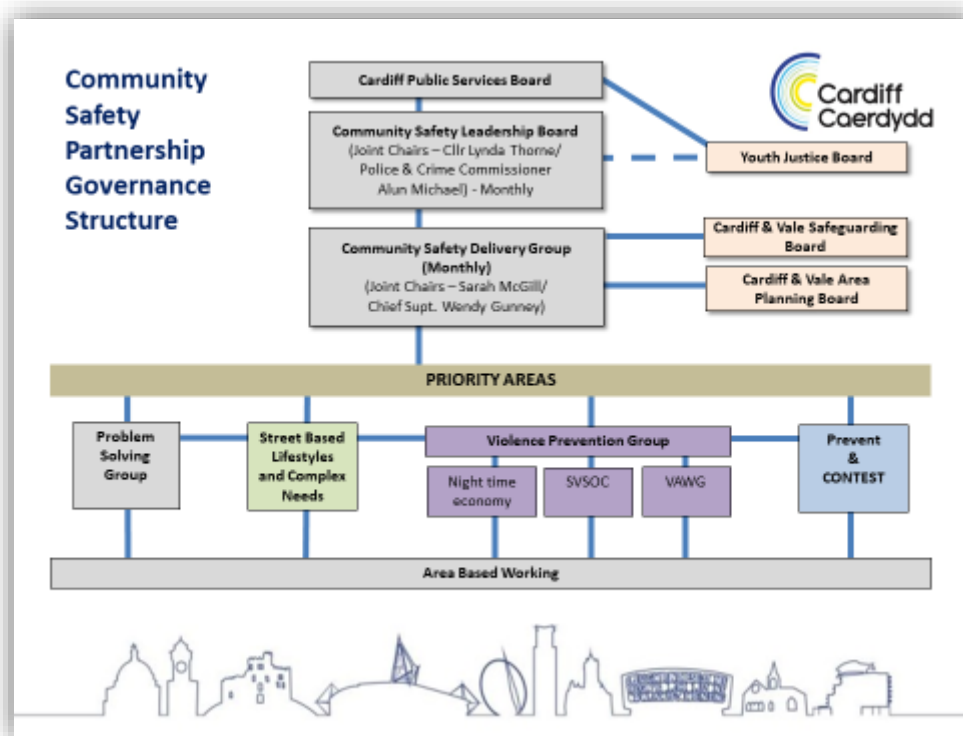 Community
Safety
Partnership
Governance
Structure
Cardiff Public Services Board
Community Safety Leadership Board
(Joint Chairs – Cllr Lynda Thorne/
Police & Crime Commissioner
Alun Michael) - Monthly
Cardiff
Caerdydd
Youth Justice Board
Community Safety Delivery Group
(Monthly)
(Joint Chairs – Sarah McGill/
Chief Supt. Wendy Gunney)
Cardiff & Vale Safeguarding
Board
Cardiff & Vale Area
Planning Board
PRIORITY AREAS
Problem
Solving
Group
Street Based
Lifestyles
and Complex
Needs
Violence Prevention Group
Night time
economy
SVSOC
VAWG
Prevent
&
CONTEST
Area Based Working